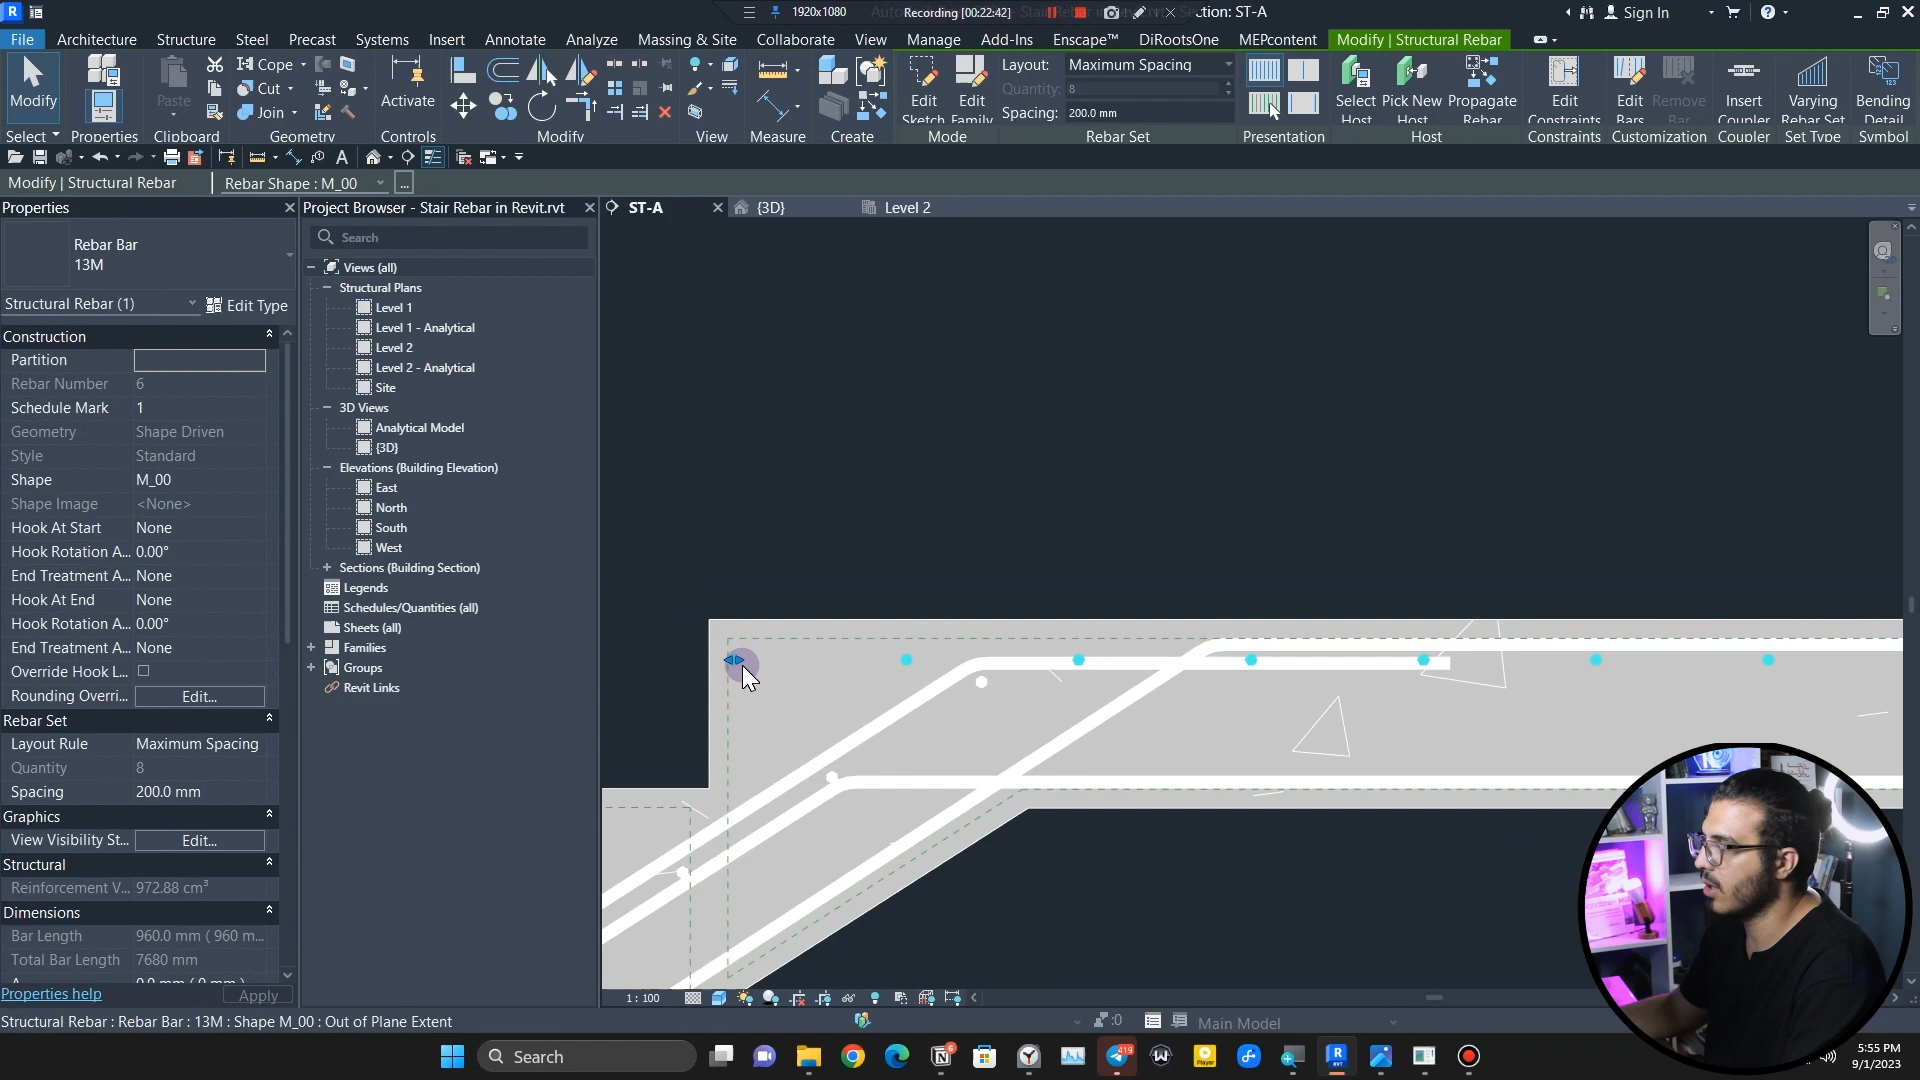 1920x1080
Recording [00:22:42]
ction: ST-A
Sign In
File Architecture Structure Steel Precast Systems Insert Annotate Analyze Massing & Site Collaborate View Manage Add-Ins Enscape™ DiRootsOne MEPcontent Modify | Structural Rebar
Modify
Paste
Cope
Cut
Join
Activate
Edit Sketch
Edit Family
Layout: Maximum Spacing
Quantity: 8
Spacing: 200.0 mm
Select Host
Pick New Host
Propagate Rebar
Edit Constraints
Edit Bars
Remove Bar
Insert Coupler
Varying Rebar Set
Bending Detail
Select Properties Clipboard Geometry Controls Modify View Measure Create Mode Rebar Set Presentation Host Constraints Customization Coupler Set Type Symbol
Modify | Structural Rebar
Rebar Shape : M_00
...
Properties
Rebar Bar
13M
Structural Rebar (1)
Edit Type
Construction
Partition
Rebar Number 6
Schedule Mark 1
Geometry Shape Driven
Style Standard
Shape M_00
Shape Image <None>
Hook At Start None
Hook Rotation A... 0.00°
End Treatment A... None
Hook At End None
Hook Rotation A... 0.00°
End Treatment A... None
Override Hook L...
Rounding Overri... Edit...
Rebar Set
Layout Rule Maximum Spacing
Quantity 8
Spacing 200.0 mm
Graphics
View Visibility St... Edit...
Structural
Reinforcement V... 972.88 cm³
Dimensions
Bar Length 960.0 mm ( 960 m...
Total Bar Length 7680 mm
Properties help
Apply
Project Browser - Stair Rebar in Revit.rvt
Search
Views (all)
Structural Plans
Level 1
Level 1 - Analytical
Level 2
Level 2 - Analytical
Site
3D Views
Analytical Model
{3D}
Elevations (Building Elevation)
East
North
South
West
Sections (Building Section)
Legends
Schedules/Quantities (all)
Sheets (all)
Families
Groups
Revit Links
ST-A
{3D}
Level 2
1 : 100
Structural Rebar : Rebar Bar : 13M : Shape M_00 : Out of Plane Extent
:0
Main Model
Search
6
419
5:55 PM
9/1/2023